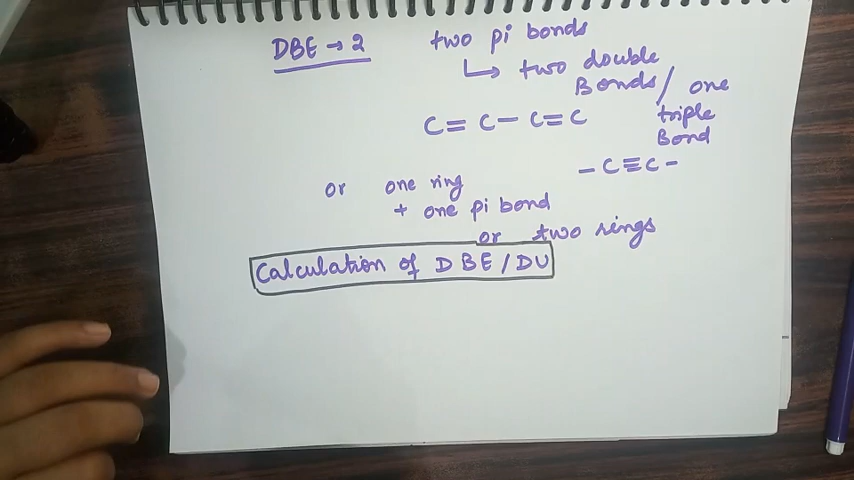 DBE → 2 two pi bonds
↳ two double
Bonds / one
triple
Bond
C = C - C = C
- C ≡ C -
or one ring
+ one pi bond
or two rings
Calculation of DBE / DU